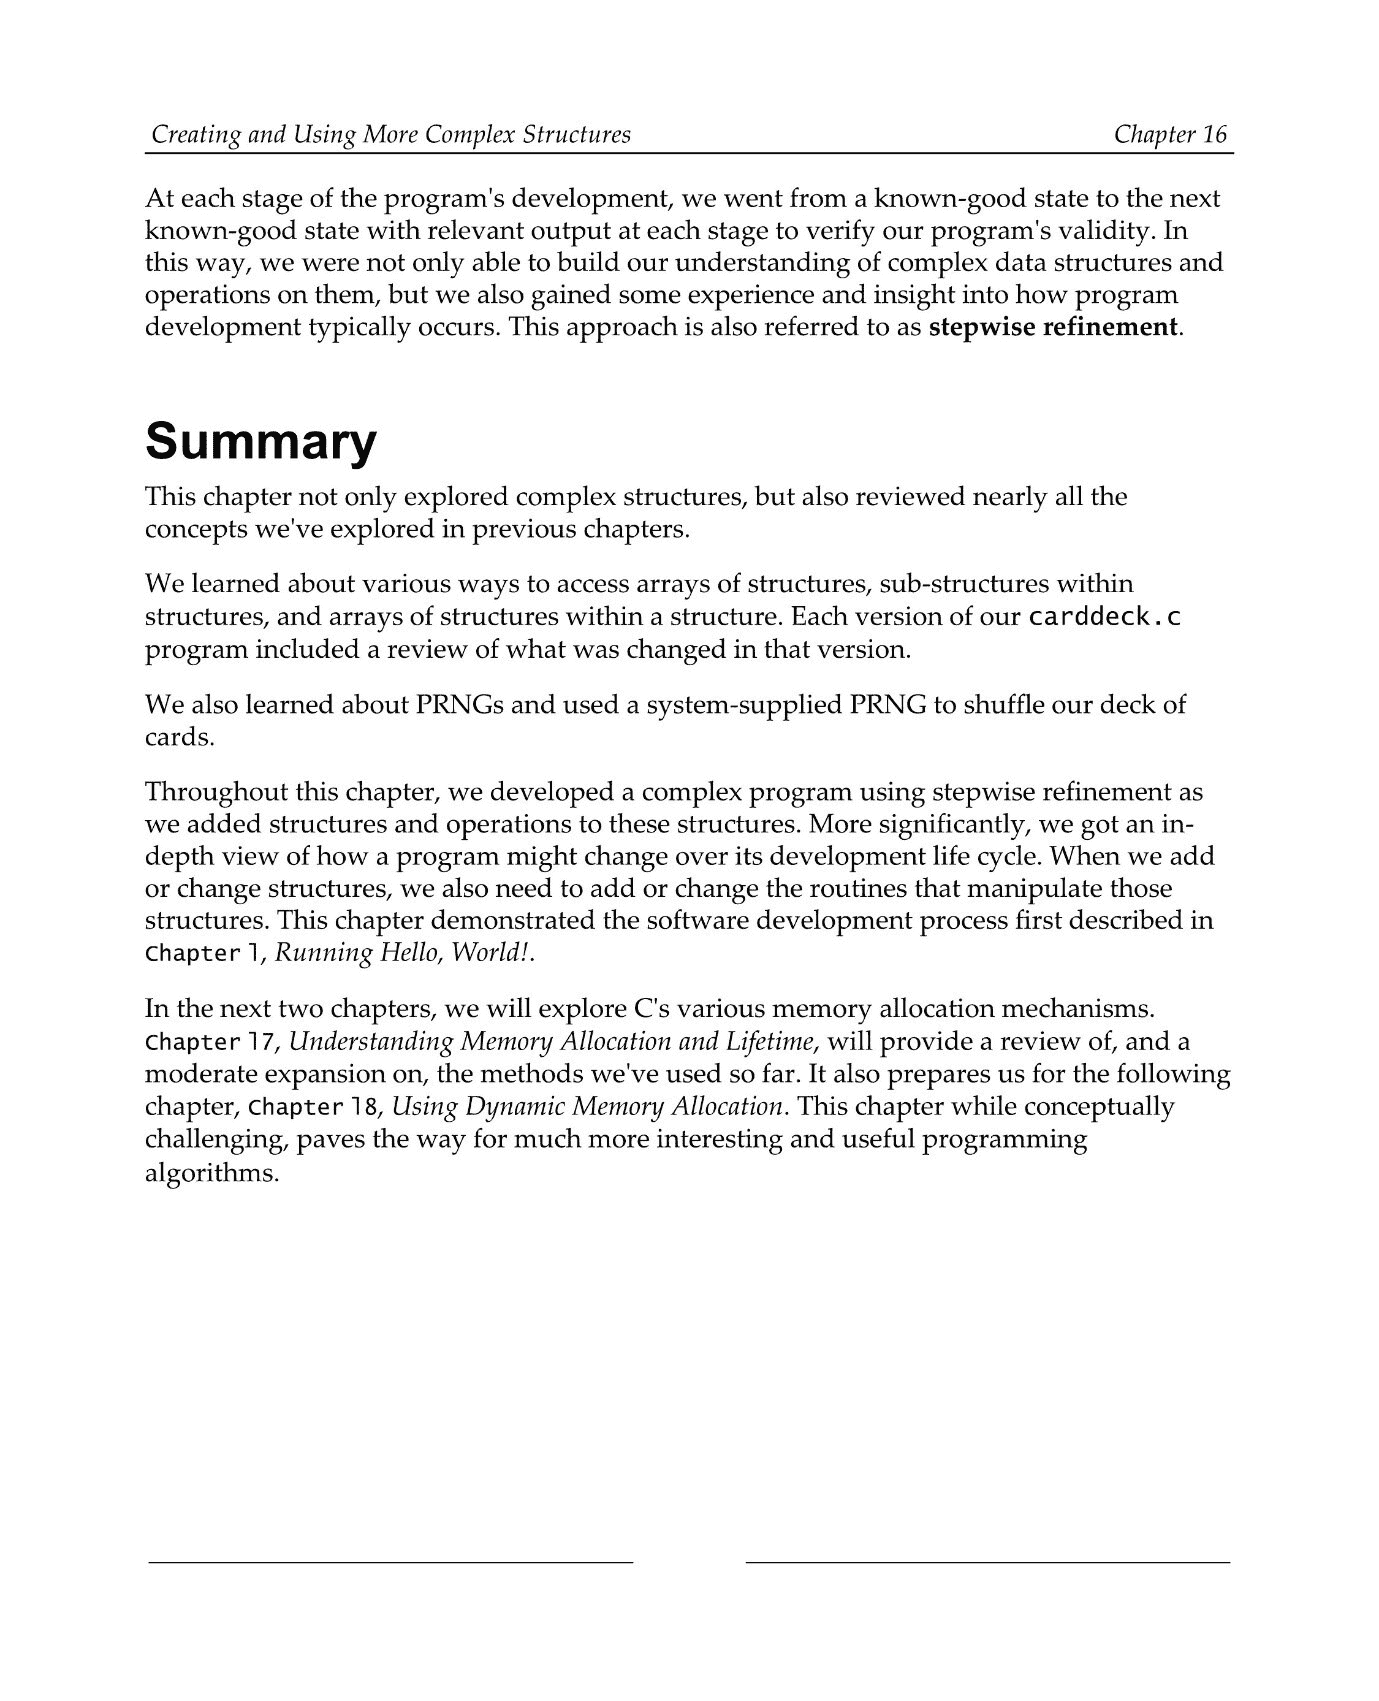 Creating and Using More Complex Structures Chapter 16
At each stage of the program's development, we went from a known-good state to the next
known-good state with relevant output at each stage to verify our program's validity. In
this way, we were not only able to build our understanding of complex data structures and
operations on them, but we also gained some experience and insight into how program
development typically occurs. This approach is also referred to as stepwise refinement.
Summary
This chapter not only explored complex structures, but also reviewed nearly all the
concepts we've explored in previous chapters.
We learned about various ways to access arrays of structures, sub-structures within
structures, and arrays of structures within a structure. Each version of our carddeck.c
program included a review of what was changed in that version.
We also learned about PRNGs and used a system-supplied PRNG to shuffle our deck of
cards.
Throughout this chapter, we developed a complex program using stepwise refinement as
we added structures and operations to these structures. More significantly, we got an in-
depth view of how a program might change over its development life cycle. When we add
or change structures, we also need to add or change the routines that manipulate those
structures. This chapter demonstrated the software development process first described in
Chapter 1, Running Hello, World!.
In the next two chapters, we will explore C's various memory allocation mechanisms.
Chapter 17, Understanding Memory Allocation and Lifetime, will provide a review of, and a
moderate expansion on, the methods we've used so far. It also prepares us for the following
chapter, Chapter 18, Using Dynamic Memory Allocation. This chapter while conceptually
challenging, paves the way for much more interesting and useful programming
algorithms.